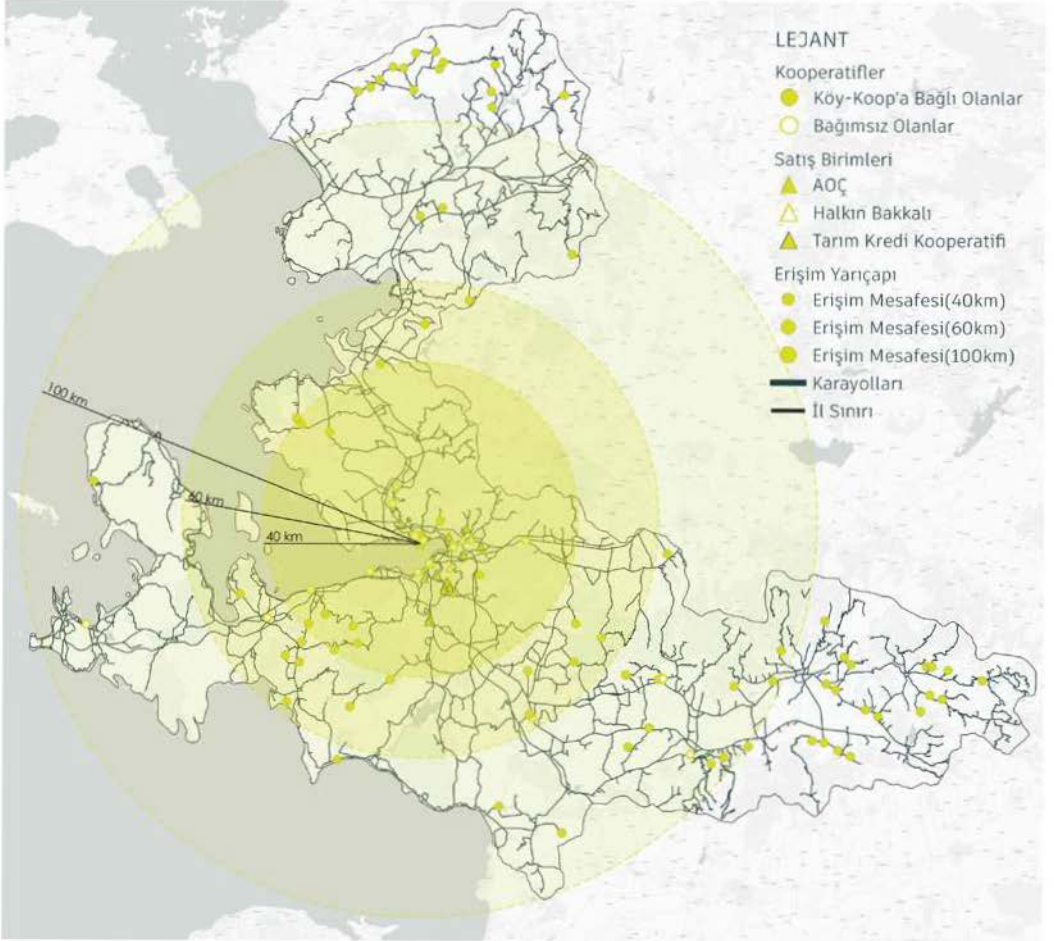 LEJANT
Kooperatifler
Köy-Koop'a Bağlı Olanlar
Bağımsız Olanlar
Satış Birimleri
AOÇ
Halkın Bakkalı
Tarım Kredi Kooperatifi
Erişim Yarıçapı
Erişim Mesafesi(40km)
Erişim Mesafesi(60km)
Erişim Mesafesi(100km)
Karayolları
İl Sınırı
100 km
60 km
40 km